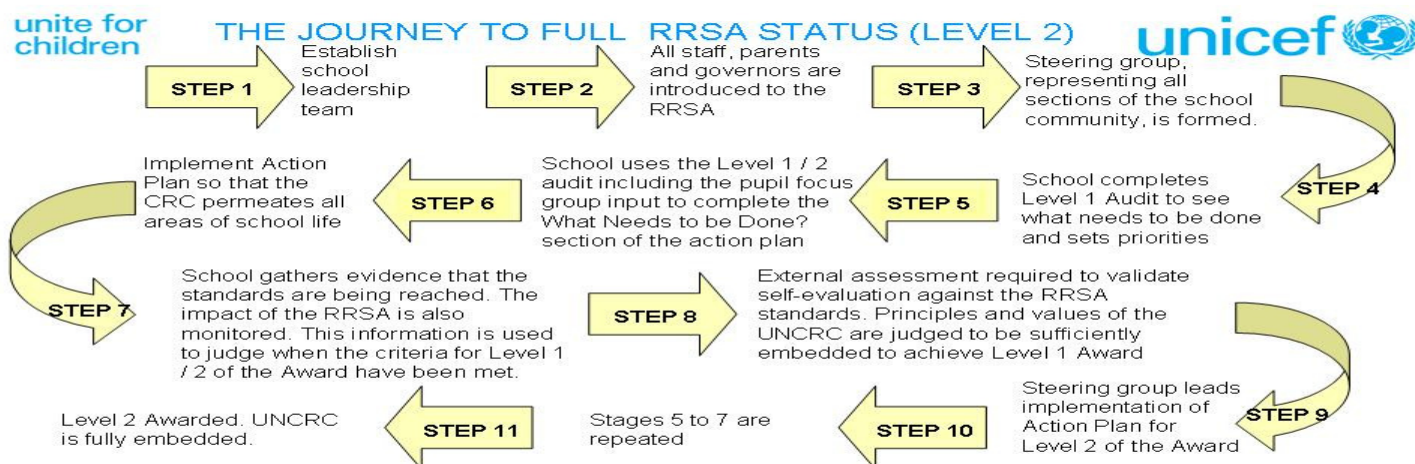 unite for
children
THE JOURNEY TO FULL RRSA STATUS (LEVEL 2)
unicef
STEP 1
Establish
school
leadership
team
STEP 2
All staff, parents
and governors are
introduced to the
RRSA
STEP 3
Steering group,
representing all
sections of the school
community, is formed.
STEP 4
School completes
Level 1 Audit to see
what needs to be done
and sets priorities
STEP 5
School uses the Level 1 / 2
audit including the pupil focus
group input to complete the
What Needs to be Done?
section of the action plan
STEP 6
Implement Action
Plan so that the
CRC permeates all
areas of school life
STEP 7
School gathers evidence that the
standards are being reached. The
impact of the RRSA is also
monitored. This information is used
to judge when the criteria for Level 1
/ 2 of the Award have been met.
STEP 8
External assessment required to validate
self-evaluation against the RRSA
standards. Principles and values of the
UNCRC are judged to be sufficiently
embedded to achieve Level 1 Award
STEP 9
Steering group leads
implementation of
Action Plan for
Level 2 of the Award
STEP 10
Stages 5 to 7 are
repeated
STEP 11
Level 2 Awarded. UNCRC
is fully embedded.